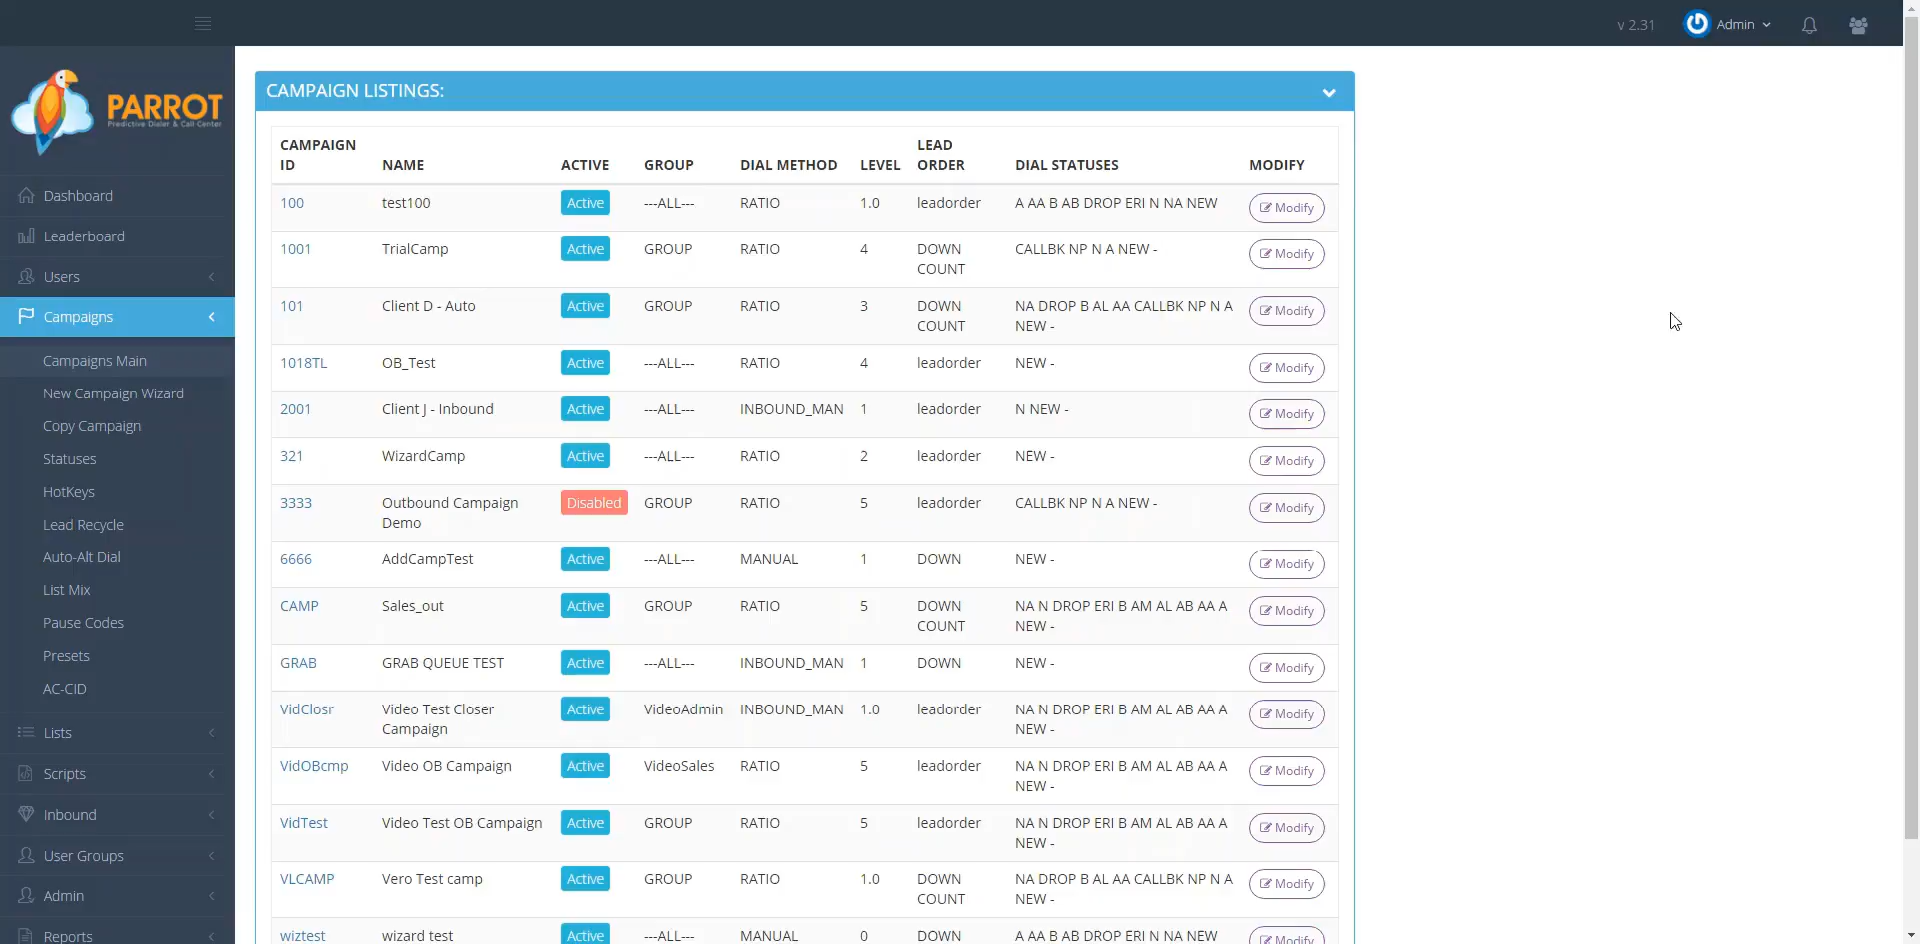 v 2.31 Admin
PARROT
Predictive Dialer & Call Center
Dashboard
Leaderboard
Users
Campaigns
Campaigns Main
New Campaign Wizard
Copy Campaign
Statuses
HotKeys
Lead Recycle
Auto-Alt Dial
List Mix
Pause Codes
Presets
AC-CID
Lists
Scripts
Inbound
User Groups
Admin
Reports
CAMPAIGN LISTINGS:
CAMPAIGN LEAD
ID NAME ACTIVE GROUP DIAL METHOD LEVEL ORDER DIAL STATUSES MODIFY
100 test100 Active ---ALL--- RATIO 1.0 leadorder A AA B AB DROP ERI N NA NEW Modify
1001 TrialCamp Active GROUP RATIO 4 DOWN CALLBK NP N A NEW - Modify
COUNT
101 Client D - Auto Active GROUP RATIO 3 DOWN NA DROP B AL AA CALLBK NP N A Modify
COUNT NEW -
1018TL OB_Test Active ---ALL--- RATIO 4 leadorder NEW - Modify
2001 Client J - Inbound Active ---ALL--- INBOUND_MAN 1 leadorder N NEW - Modify
321 WizardCamp Active ---ALL--- RATIO 2 leadorder NEW - Modify
3333 Outbound Campaign Disabled GROUP RATIO 5 leadorder CALLBK NP N A NEW - Modify
Demo
6666 AddCampTest Active ---ALL--- MANUAL 1 DOWN NEW - Modify
CAMP Sales_out Active GROUP RATIO 5 DOWN NA N DROP ERI B AM AL AB AA A Modify
COUNT NEW -
GRAB GRAB QUEUE TEST Active ---ALL--- INBOUND_MAN 1 DOWN NEW - Modify
VidClosr Video Test Closer Active VideoAdmin INBOUND_MAN 1.0 leadorder NA N DROP ERI B AM AL AB AA A Modify
Campaign NEW -
VidOBcmp Video OB Campaign Active VideoSales RATIO 5 leadorder NA N DROP ERI B AM AL AB AA A Modify
NEW -
VidTest Video Test OB Campaign Active GROUP RATIO 5 leadorder NA N DROP ERI B AM AL AB AA A Modify
NEW -
VLCAMP Vero Test camp Active GROUP RATIO 1.0 DOWN NA DROP B AL AA CALLBK NP N A Modify
COUNT NEW -
wiztest wizard test Active ---ALL--- MANUAL 0 DOWN A AA B AB DROP ERI N NA NEW Modify